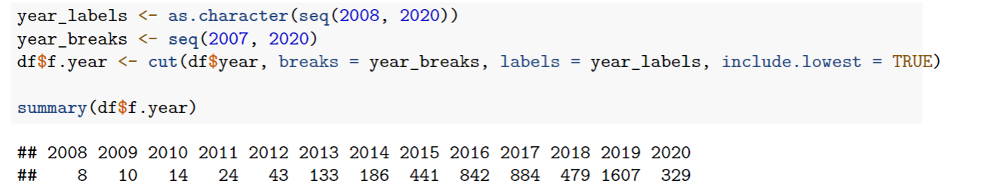 year_labels <- as.character(seq(2008, 2020))
year_breaks <- seq(2007, 2020)
df$f.year <- cut(df$year, breaks = year_breaks, labels = year_labels, include.lowest = TRUE)
summary(df$f.year)
## 2008 2009 2010 2011 2012 2013 2014 2015 2016 2017 2018 2019 2020
## 8 10 14 24 43 133 186 441 842 884 479 1607 329